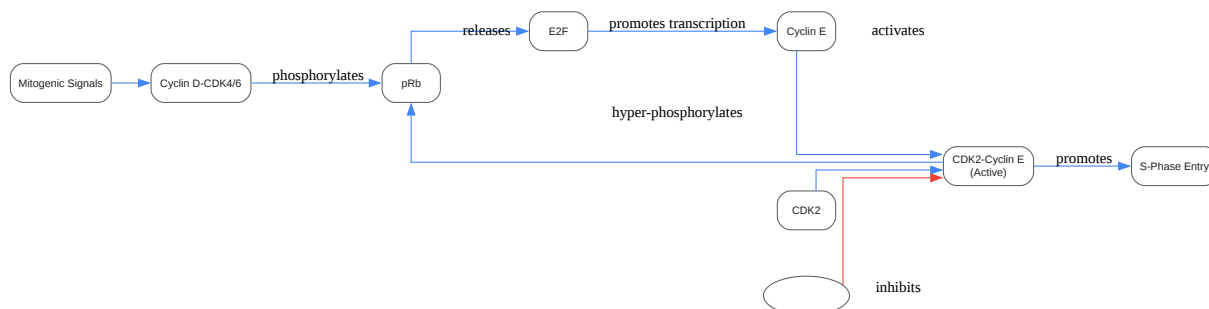 releases
E2F
promotes transcription
Cyclin E
activates
Mitogenic Signals
Cyclin D-CDK4/6
phosphorylates
pRb
hyper-phosphorylates
CDK2-Cyclin E
(Active)
promotes
S-Phase Entry
CDK2
inhibits